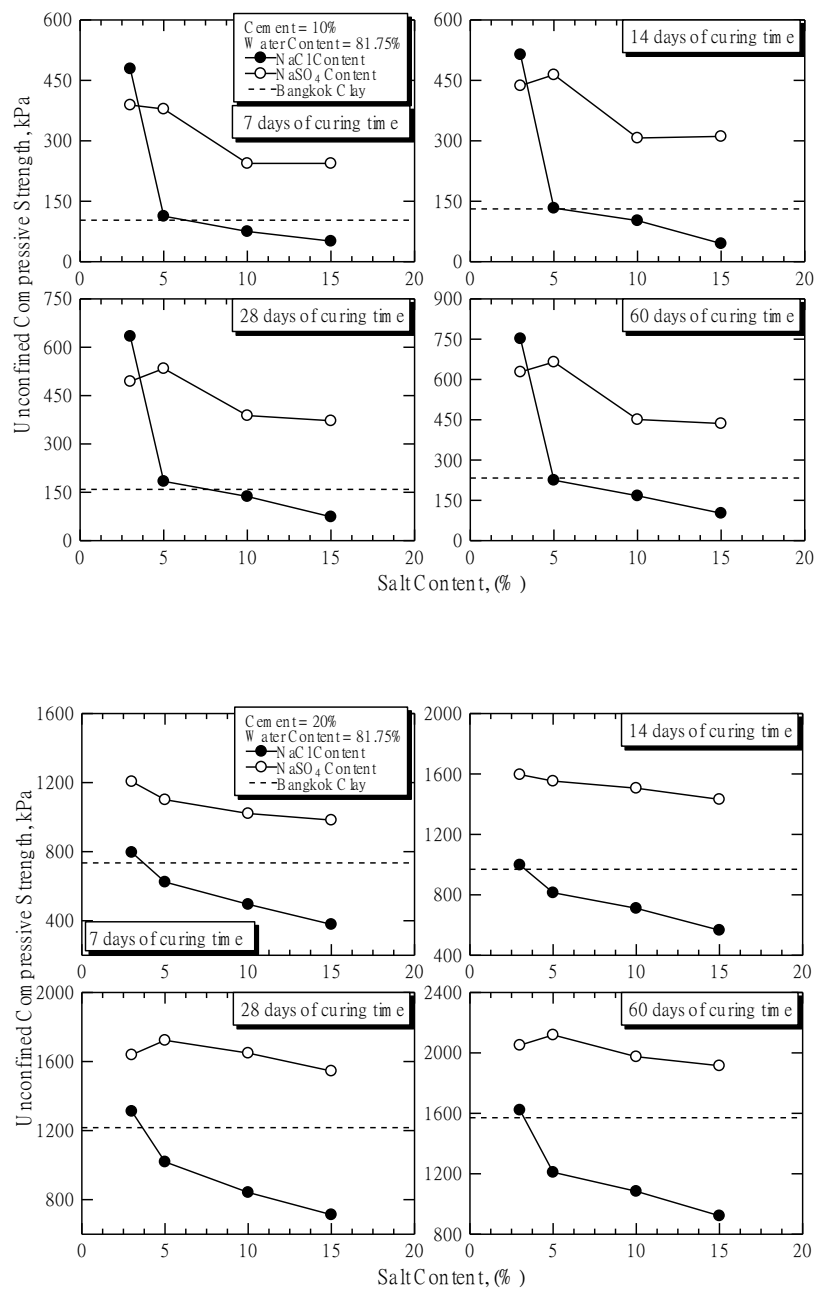 Unconfined Compressive Strength, kPa
600
450
300
150
0
Cement = 10%
Water Content = 81.75%
NaCl Content
NaSO4 Content
Bangkok Clay
7 days of curing time
0 5 10 15 20
600
450
300
150
0
14 days of curing time
0 5 10 15 20
750
600
450
300
150
0
28 days of curing time
0 5 10 15 20
900
750
600
450
300
150
0
60 days of curing time
0 5 10 15 20
Salt Content, (%)
Unconfined Compressive Strength, kPa
1600
1200
800
400
Cement = 20%
Water Content = 81.75%
NaCl Content
NaSO4 Content
Bangkok Clay
7 days of curing time
0 5 10 15 20
2000
1600
1200
800
400
14 days of curing time
0 5 10 15 20
2000
1600
1200
800
28 days of curing time
0 5 10 15 20
2400
2000
1600
1200
800
60 days of curing time
0 5 10 15 20
Salt Content, (%)